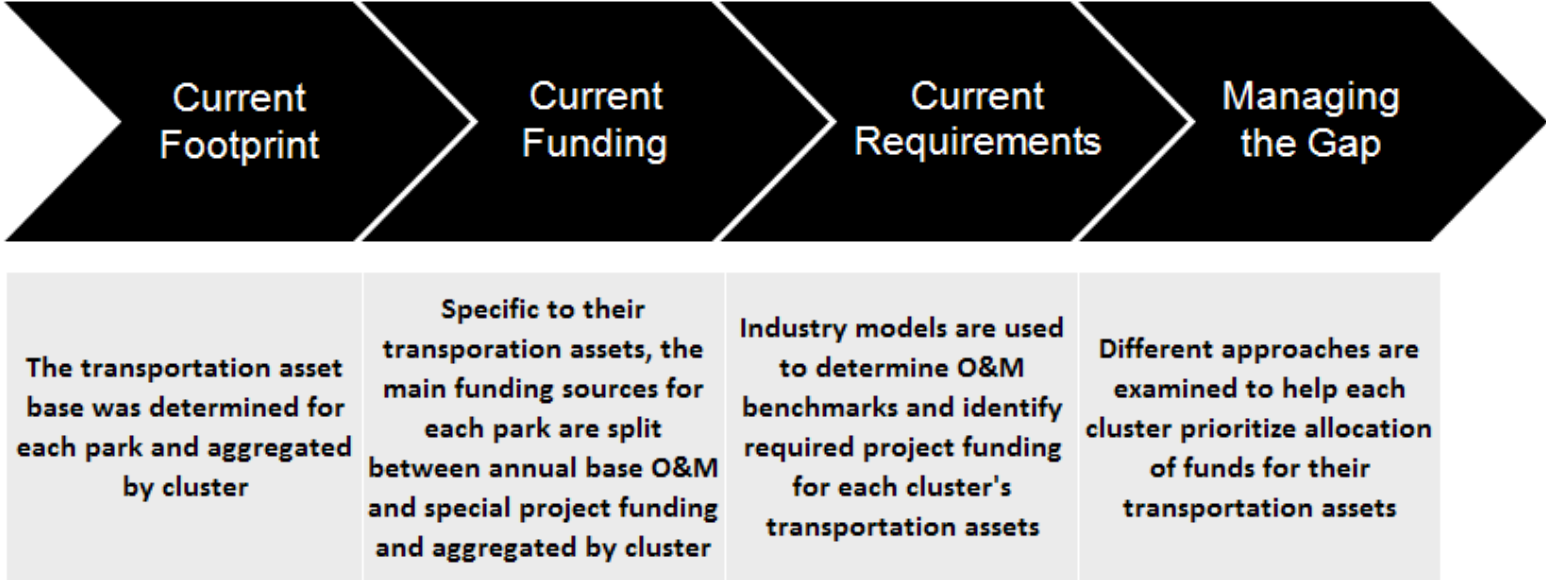 Current
Footprint
Current
Funding
Current
Requirements
Managing
the Gap
The transportation asset
base was determined for
each park and aggregated
by cluster
Specific to their
transporation assets, the
main funding sources for
each park are split
between annual base O&M
and special project funding
and aggregated by cluster
Industry models are used
to determine O&M
benchmarks and identify
required project funding
for each cluster's
transportation assets
Different approaches are
examined to help each
cluster prioritize allocation
of funds for their
transportation assets